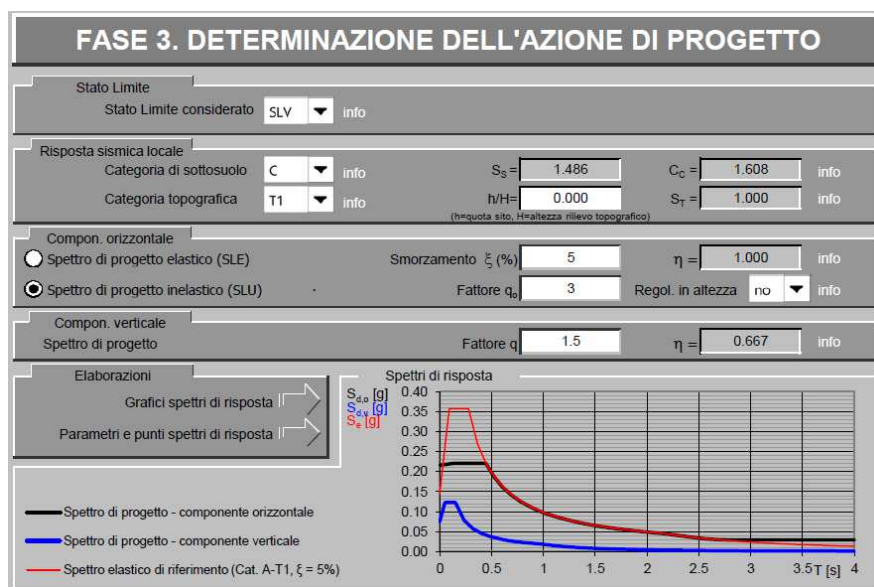 FASE 3. DETERMINAZIONE DELL'AZIONE DI PROGETTO
Stato Limite
Stato Limite considerato SLV info
Risposta sismica locale
Categoria di sottosuolo C info S_S = 1.486 C_C = 1.608 info
Categoria topografica T1 info h/H= 0.000 S_T = 1.000 info
(h=quota sito, H=altezza rilievo topografico)
Compon. orizzontale
Spettro di progetto elastico (SLE) Smorzamento ξ (%) 5 η = 1.000 info
Spettro di progetto inelastico (SLU) Fattore q_o 3 Regol. in altezza no info
Compon. verticale
Spettro di progetto Fattore q 1.5 η = 0.667 info
Elaborazioni
Grafici spettri di risposta
Parametri e punti spettri di risposta
Spettri di risposta
S_d,o [g]
S_d,v [g]
S_e [g]
0.40
0.35
0.30
0.25
0.20
0.15
0.10
0.05
0.00
0 0.5 1 1.5 2 2.5 3 3.5 T [s] 4
Spettro di progetto - componente orizzontale
Spettro di progetto - componente verticale
Spettro elastico di riferimento (Cat. A-T1, ξ = 5%)